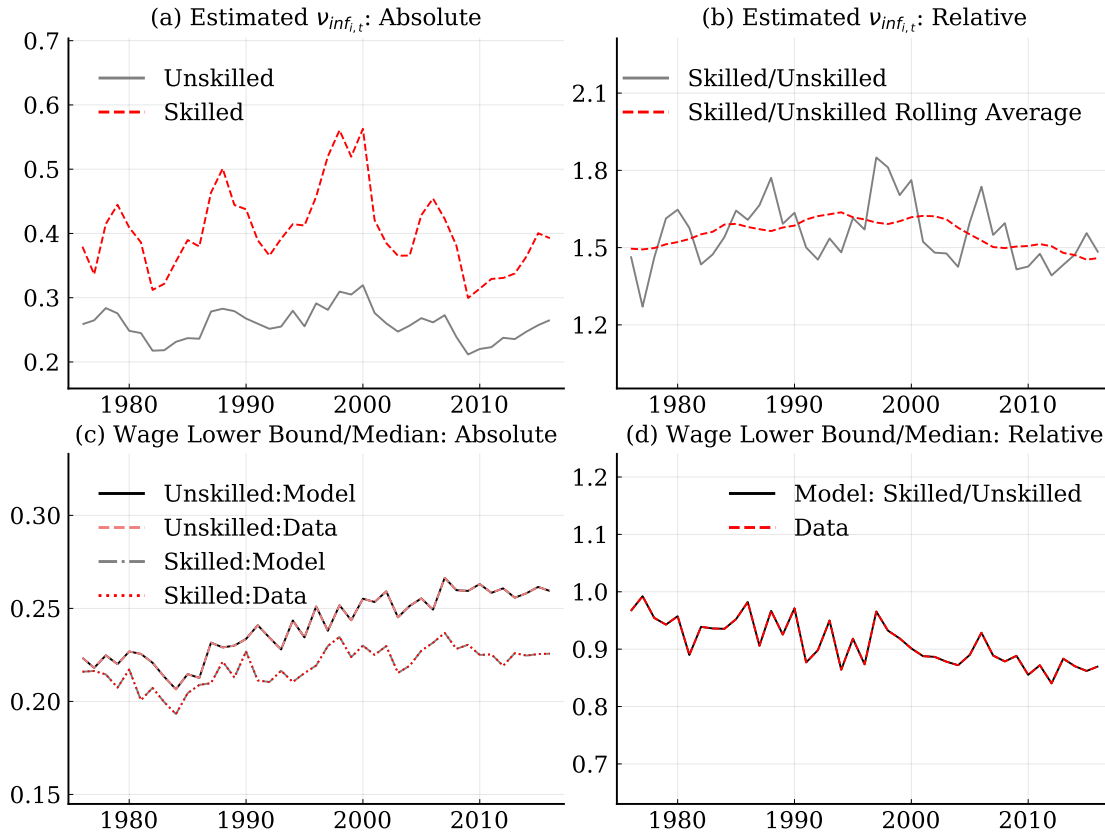 (a) Estimated ν_{inf_{i,t}}: Absolute
0.7
0.6
0.5
0.4
0.3
0.2
Unskilled
Skilled
1980 1990 2000 2010
(b) Estimated ν_{inf_{i,t}}: Relative
2.1
1.8
1.5
1.2
Skilled/Unskilled
Skilled/Unskilled Rolling Average
1980 1990 2000 2010
(c) Wage Lower Bound/Median: Absolute
0.30
0.25
0.20
0.15
Unskilled:Model
Unskilled:Data
Skilled:Model
Skilled:Data
1980 1990 2000 2010
(d) Wage Lower Bound/Median: Relative
1.2
1.1
1.0
0.9
0.8
0.7
Model: Skilled/Unskilled
Data
1980 1990 2000 2010